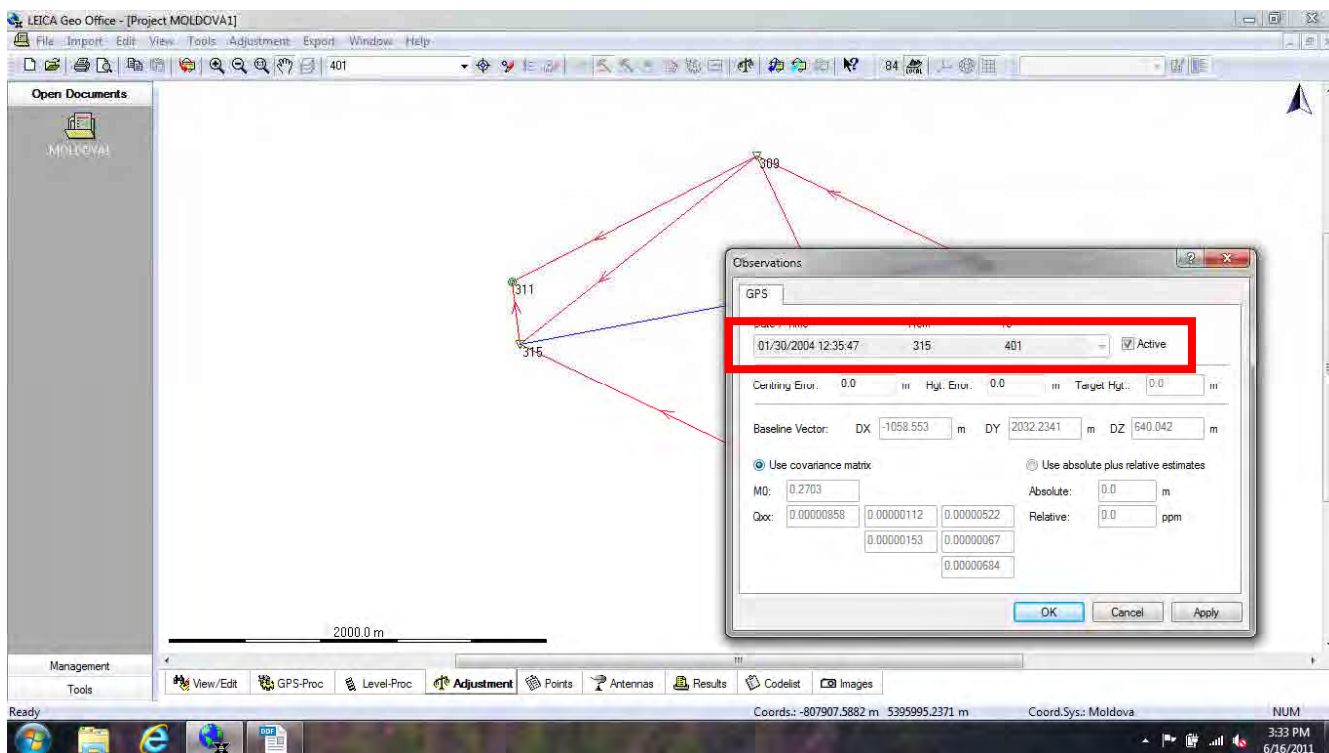 LEICA Geo Office - [Project MOLDOVA1]
File Import Edit View Tools Adjustment Export Window Help
401
84
LOCAL
Open Documents
MOLDOVA1
309
311
315
Observations
GPS
Date / Time From To
01/30/2004 12:35:47 315 401 Active
Centring Error: 0.0 m Hgt. Error: 0.0 m Target Hgt.: 0.0 m
Baseline Vector: DX -1058.553 m DY 2032.2341 m DZ 640.042 m
Use covariance matrix Use absolute plus relative estimates
M0: 0.2703 Absolute: 0.0 m
Qxx: 0.00000858 0.00000112 0.00000522 Relative: 0.0 ppm
0.00000153 0.00000067
0.00000684
OK Cancel Apply
2000.0 m
Management
Tools
View/Edit GPS-Proc Level-Proc Adjustment Points Antennas Results Codelist Images
Ready Coords.: -807907.5882 m 5395995.2371 m Coord.Sys.: Moldova NUM
PDF
3:33 PM
6/16/2011